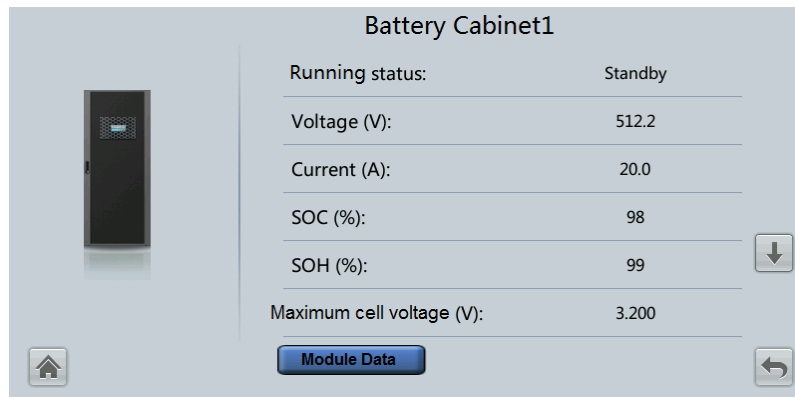 Battery Cabinet1
Running status: Standby
Voltage (V): 512.2
Current (A): 20.0
SOC (%): 98
SOH (%): 99
Maximum cell voltage (V): 3.200
Module Data